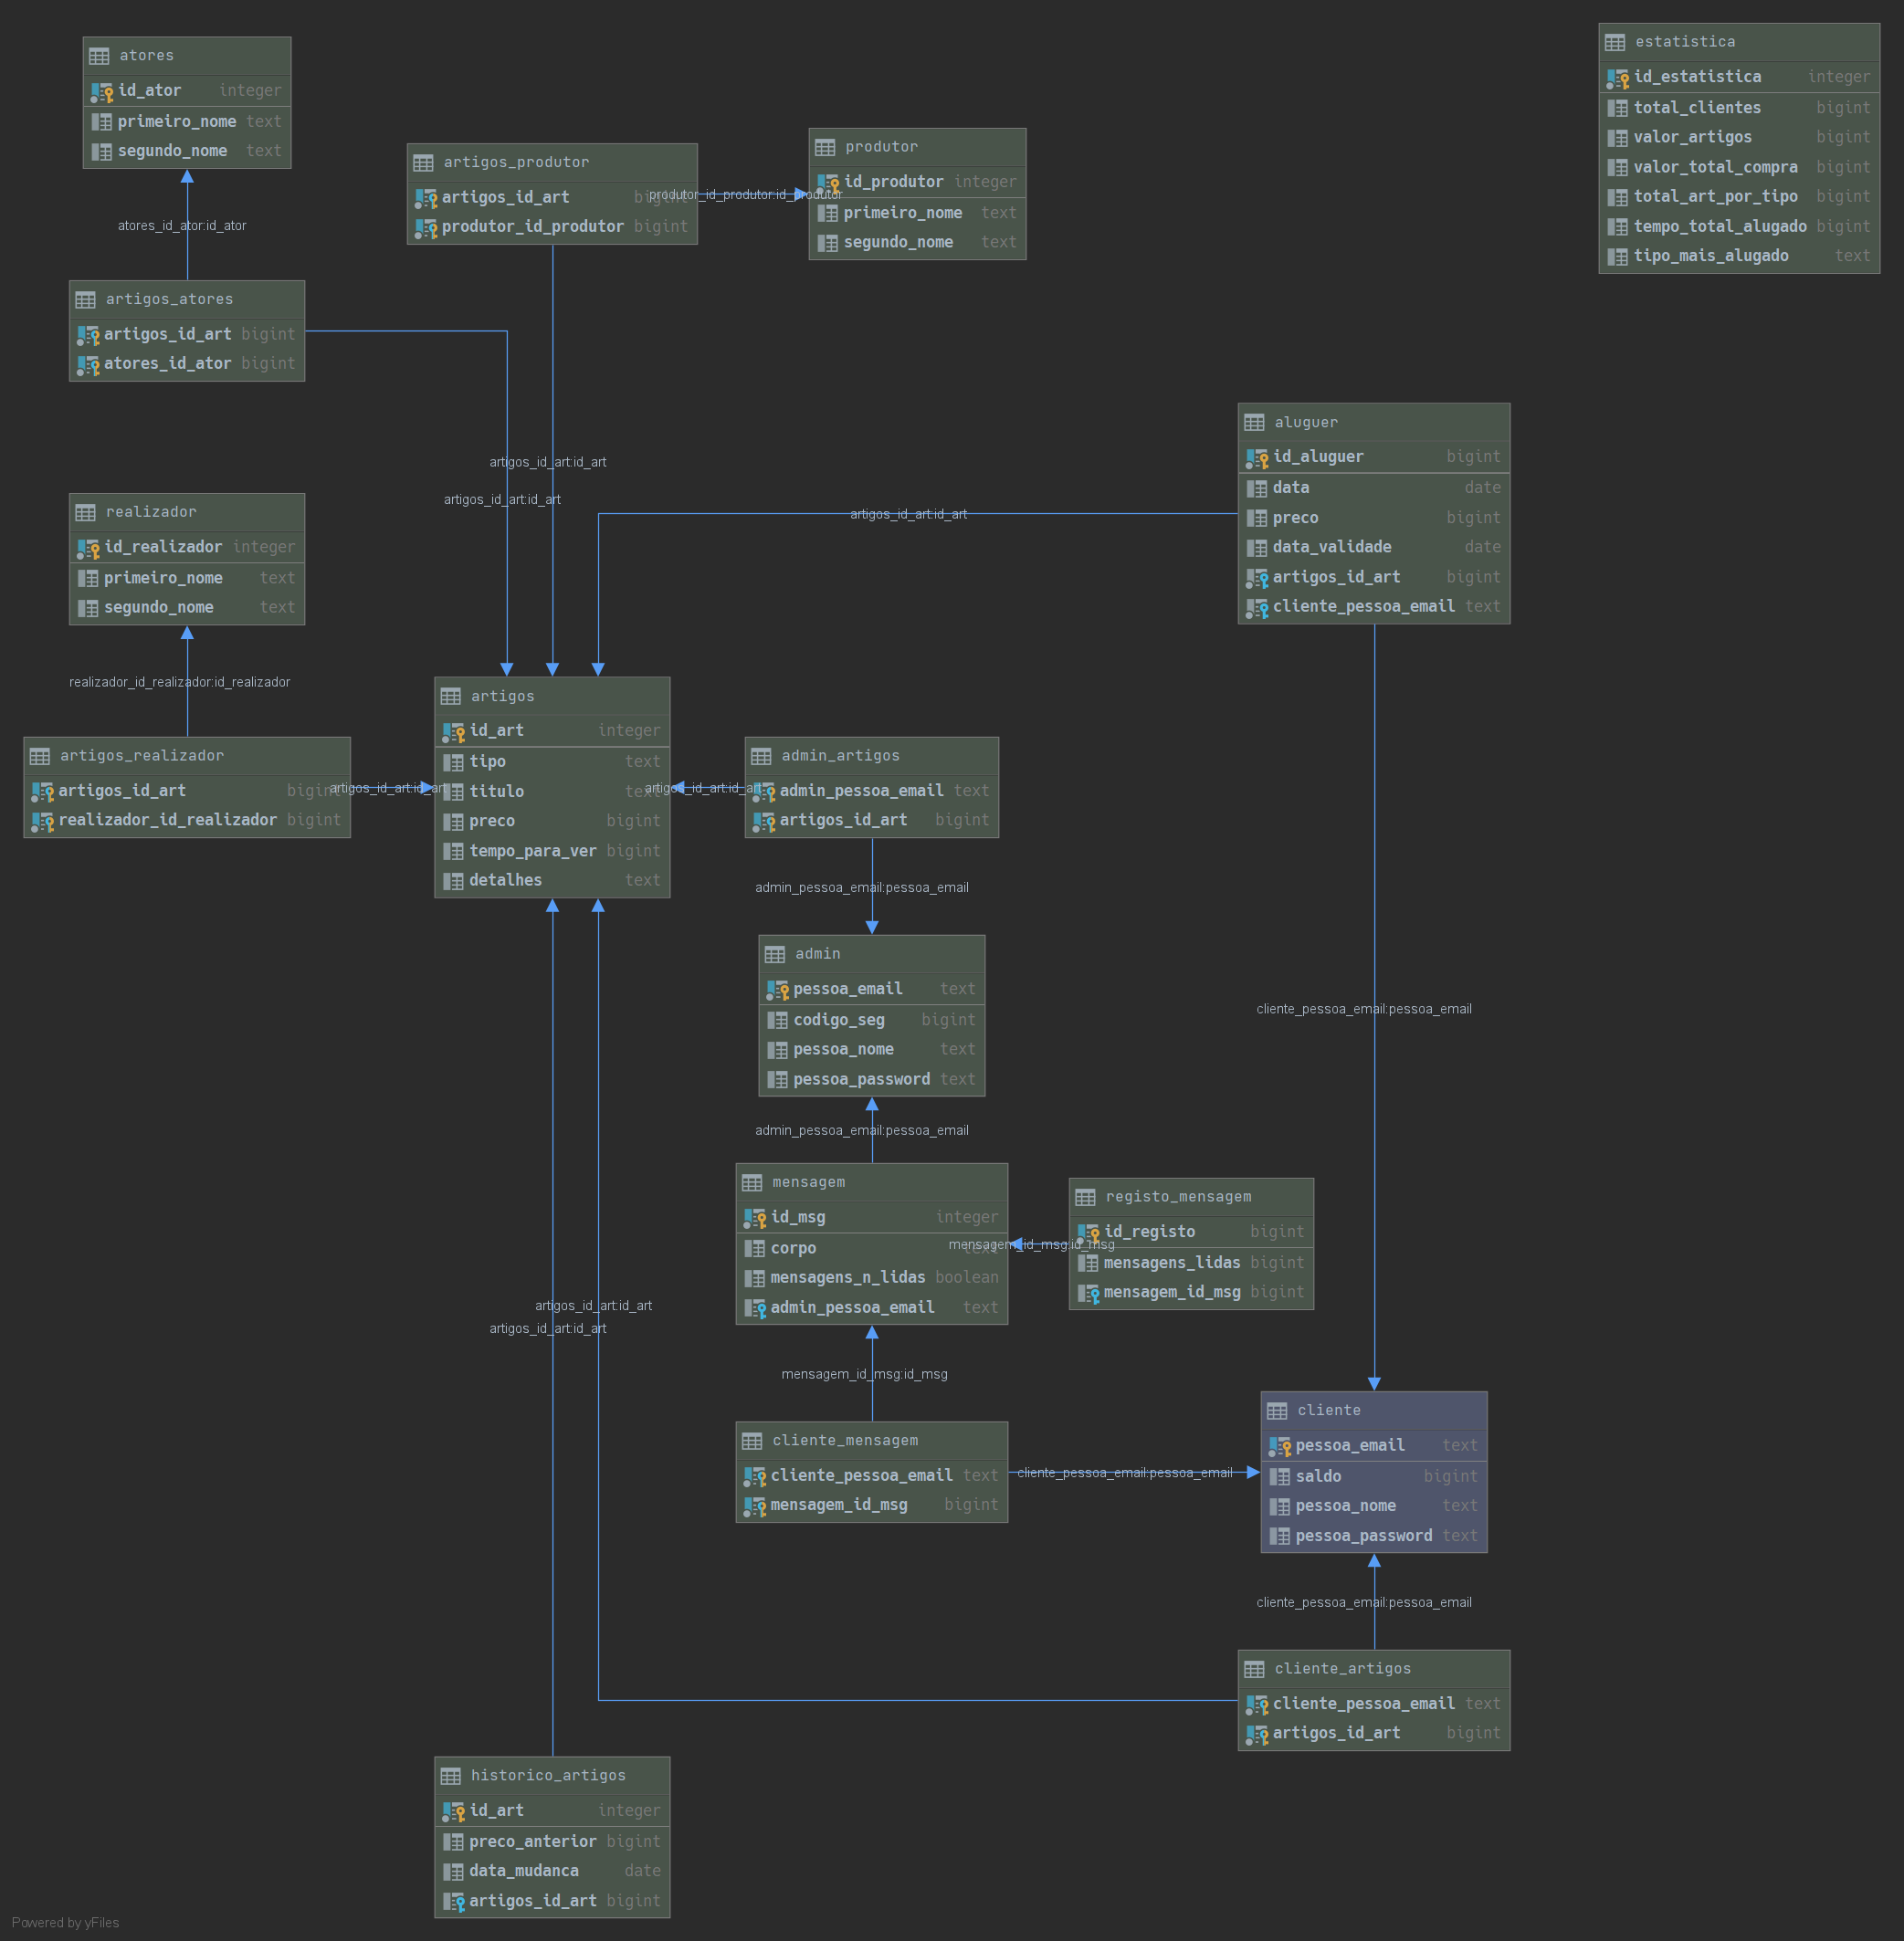 atores
id_ator integer
primeiro_nome text
segundo_nome text
estatistica
id_estatistica integer
total_clientes bigint
valor_artigos bigint
valor_total_compra bigint
total_art_por_tipo bigint
tempo_total_alugado bigint
tipo_mais_alugado text
artigos_produtor
artigos_id_art bigint
produtor_id_produtor bigint
produtor_id_produtor:id_produtor
produtor
id_produtor integer
primeiro_nome text
segundo_nome text
atores_id_ator:id_ator
artigos_atores
artigos_id_art bigint
atores_id_ator bigint
artigos_id_art:id_art
artigos_id_art:id_art
artigos_id_art:id_art
aluguer
id_aluguer bigint
data date
preco bigint
data_validade date
artigos_id_art bigint
cliente_pessoa_email text
realizador
id_realizador integer
primeiro_nome text
segundo_nome text
realizador_id_realizador:id_realizador
artigos_realizador
artigos_id_art bigint
realizador_id_realizador bigint
artigos_id_art:id_art
artigos
id_art integer
tipo text
titulo text
preco bigint
tempo_para_ver bigint
detalhes text
artigos_id_art:id_art
admin_artigos
admin_pessoa_email text
artigos_id_art bigint
admin_pessoa_email:pessoa_email
admin
pessoa_email text
codigo_seg bigint
pessoa_nome text
pessoa_password text
cliente_pessoa_email:pessoa_email
admin_pessoa_email:pessoa_email
mensagem
id_msg integer
corpo text
mensagens_n_lidas boolean
admin_pessoa_email text
mensagem_id_msg:id_msg
registo_mensagem
id_registo bigint
mensagens_lidas bigint
mensagem_id_msg bigint
artigos_id_art:id_art
artigos_id_art:id_art
mensagem_id_msg:id_msg
cliente_mensagem
cliente_pessoa_email text
mensagem_id_msg bigint
cliente_pessoa_email:pessoa_email
cliente
pessoa_email text
saldo bigint
pessoa_nome text
pessoa_password text
cliente_pessoa_email:pessoa_email
cliente_artigos
cliente_pessoa_email text
artigos_id_art bigint
historico_artigos
id_art integer
preco_anterior bigint
data_mudanca date
artigos_id_art bigint
Powered by yFiles